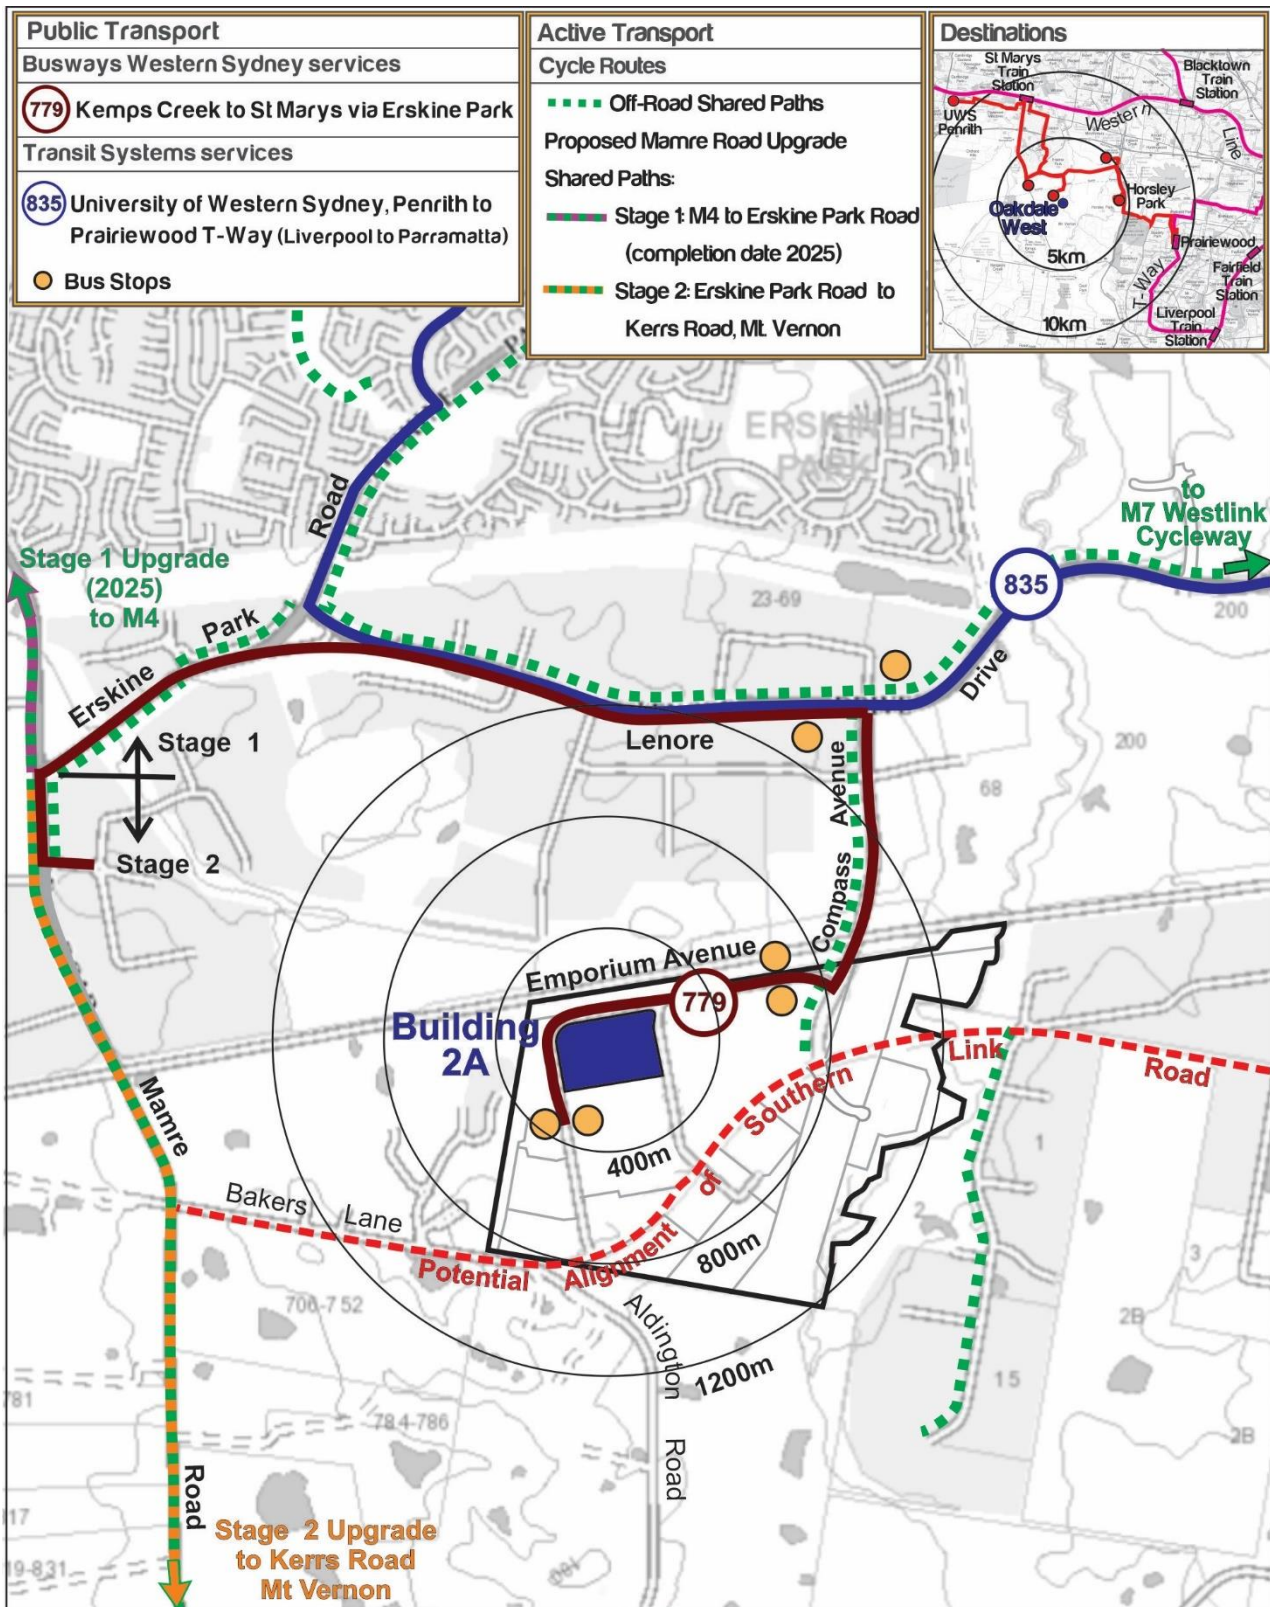 Public Transport
Busways Western Sydney services
779 Kemps Creek to St Marys via Erskine Park
Transit Systems services
835 University of Western Sydney, Penrith to
Prairiewood T-Way (Liverpool to Parramatta)
Bus Stops
Active Transport
Cycle Routes
Off-Road Shared Paths
Proposed Mamre Road Upgrade
Shared Paths:
Stage 1: M4 to Erskine Park Road
(completion date 2025)
Stage 2: Erskine Park Road to
Kerrs Road, Mt. Vernon
Destinations
St Marys
Train
Station
Blacktown
Train
Station
UWS
Penrith
Western
Line
Horsley
Park
Oakdale
West
Prairiewood
5km
T-Way
Fairfield
Train
Station
Liverpool
Train
Station
10km
ERSKINE
PARK
Road
to
M7 Westlink
Cycleway
Stage 1 Upgrade
(2025)
to M4
835
23-69
200
Park
Erskine
Drive
Stage 1
Lenore
200
Avenue
68
Stage 2
Compass
Emporium Avenue
779
Building
2A
Link
Road
Southern
Mamre
1
400m
of
Bakers Lane
2
800m
Alignment
Potential
3
706-752
Aldington
2B
1200m
15
781
784-786
2B
Road
Road
17
Stage 2 Upgrade
to Kerrs Road
Mt Vernon
19-831